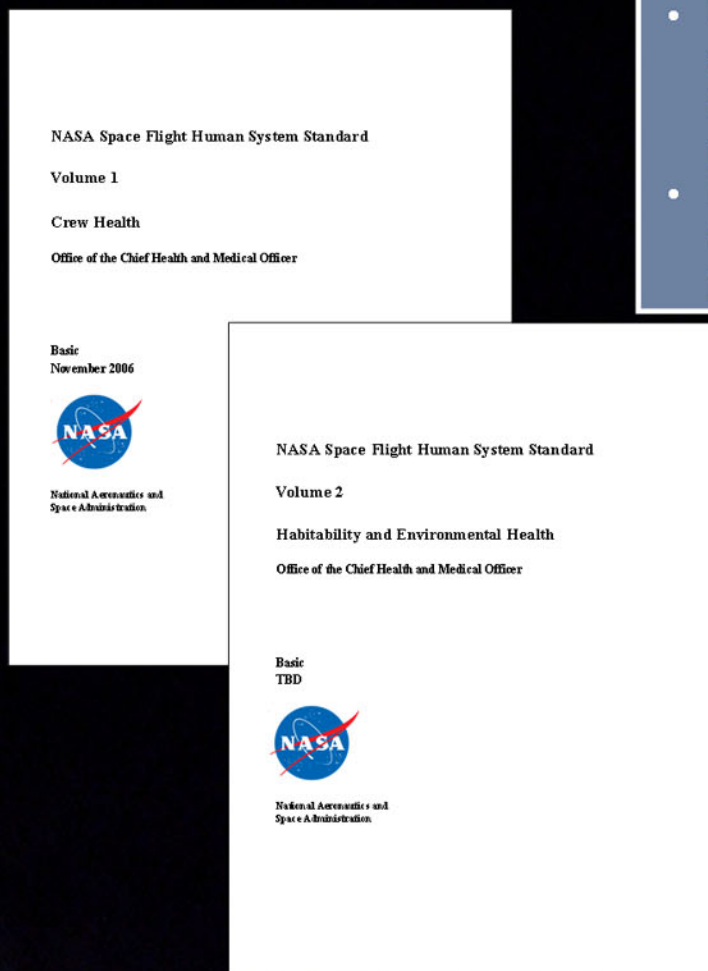 NASA Space Flight Human System Standard
Volume 1
Crew Health
Office of the Chief Health and Medical Officer
Basic
November 2006
NASA
National Aeronautics and
Space Administration
NASA Space Flight Human System Standard
Volume 2
Habitability and Environmental Health
Office of the Chief Health and Medical Officer
Basic
TBD
NASA
National Aeronautics and
Space Administration